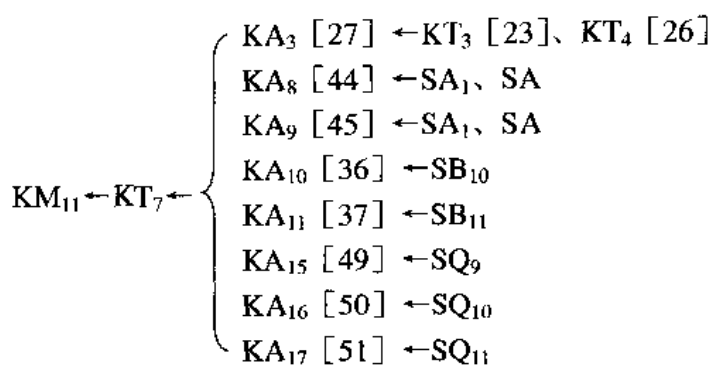 KA₃ [27] ←KT₃ [23]、KT₄ [26]
KA₈ [44] ←SA₁、SA
KA₉ [45] ←SA₁、SA
KA₁₀ [36] ←SB₁₀
KM₁₁←KT₇←
KA₁₁ [37] ←SB₁₁
KA₁₅ [49] ←SQ₉
KA₁₆ [50] ←SQ₁₀
KA₁₇ [51] ←SQ₁₁